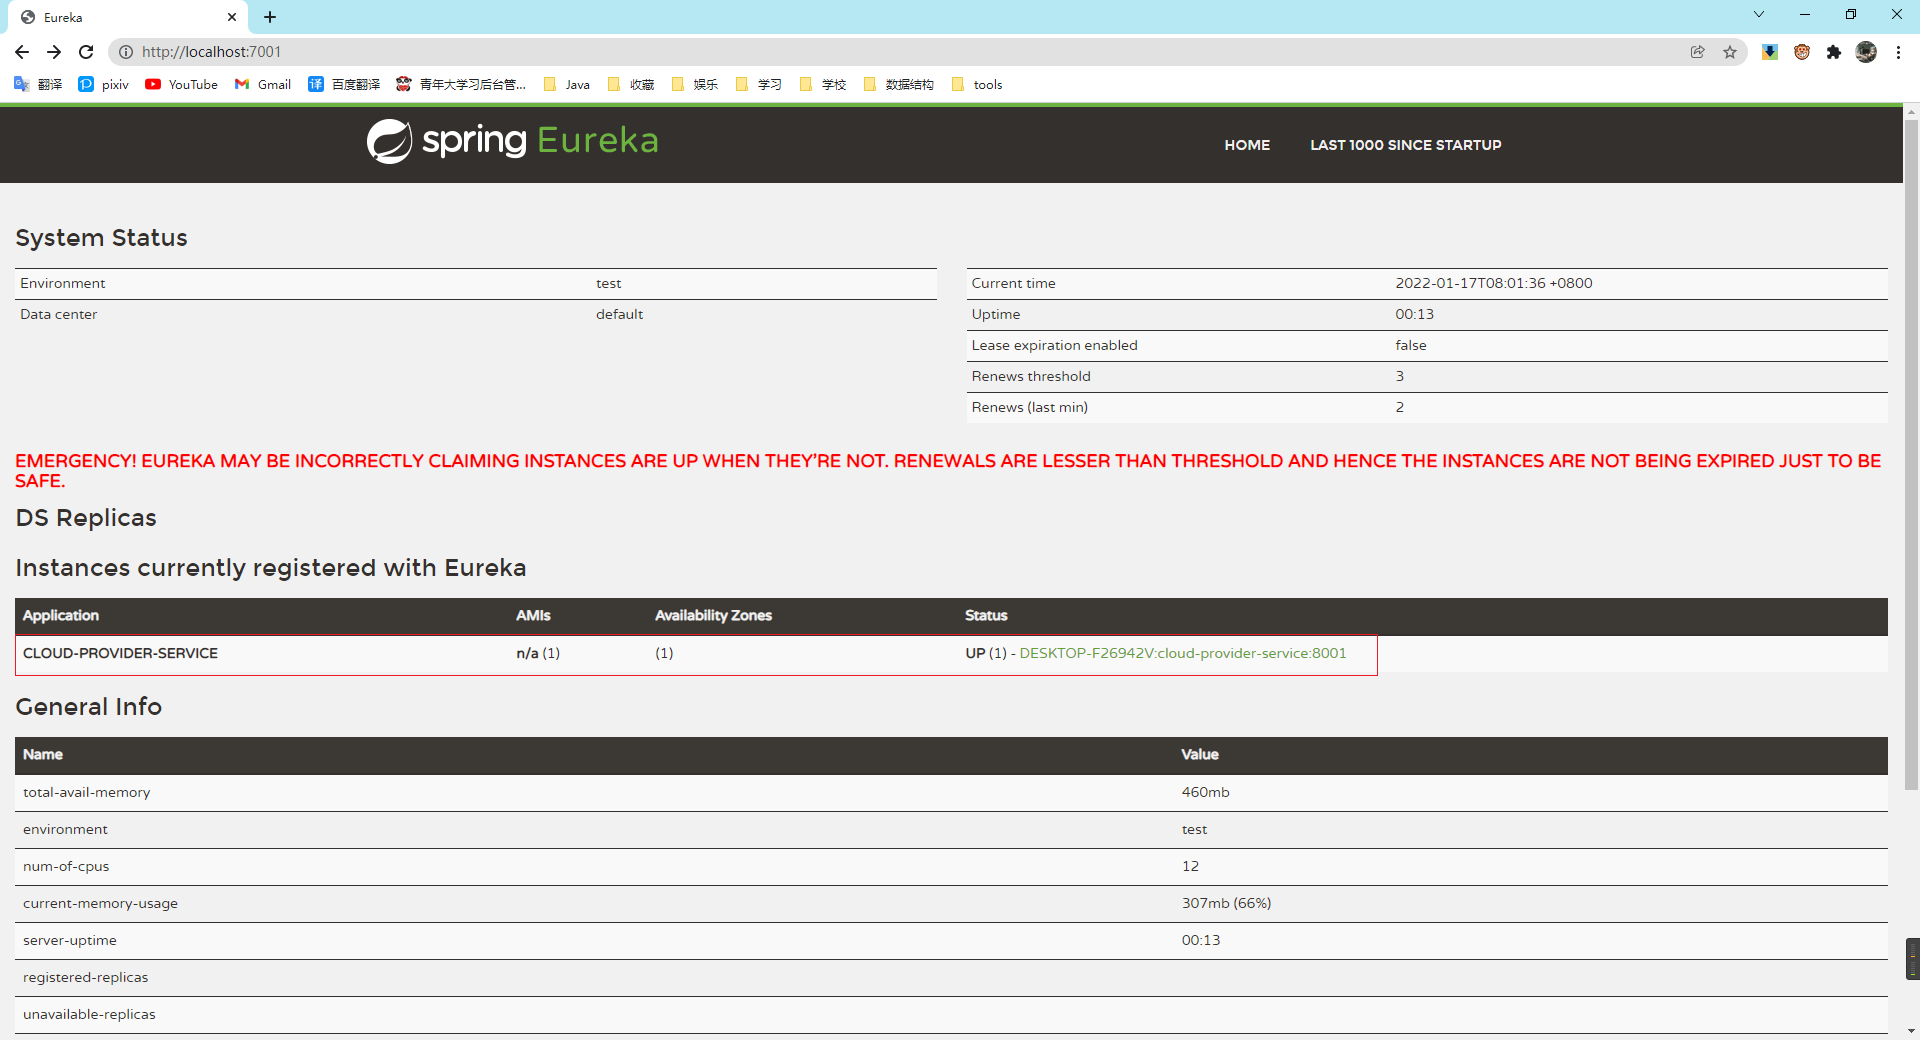 Eureka
http://localhost:7001
翻译 pixiv YouTube Gmail 百度翻译 青年大学习后台管... Java 收藏 娱乐 学习 学校 数据结构 tools
spring Eureka
HOME LAST 1000 SINCE STARTUP
System Status
Environment test
Data center default
Current time 2022-01-17T08:01:36 +0800
Uptime 00:13
Lease expiration enabled false
Renews threshold 3
Renews (last min) 2
EMERGENCY! EUREKA MAY BE INCORRECTLY CLAIMING INSTANCES ARE UP WHEN THEY'RE NOT. RENEWALS ARE LESSER THAN THRESHOLD AND HENCE THE INSTANCES ARE NOT BEING EXPIRED JUST TO BE
SAFE.
DS Replicas
Instances currently registered with Eureka
Application AMIs Availability Zones Status
CLOUD-PROVIDER-SERVICE n/a (1) (1) UP (1) - DESKTOP-F26942V:cloud-provider-service:8001
General Info
Name Value
total-avail-memory 460mb
environment test
num-of-cpus 12
current-memory-usage 307mb (66%)
server-uptime 00:13
registered-replicas
unavailable-replicas